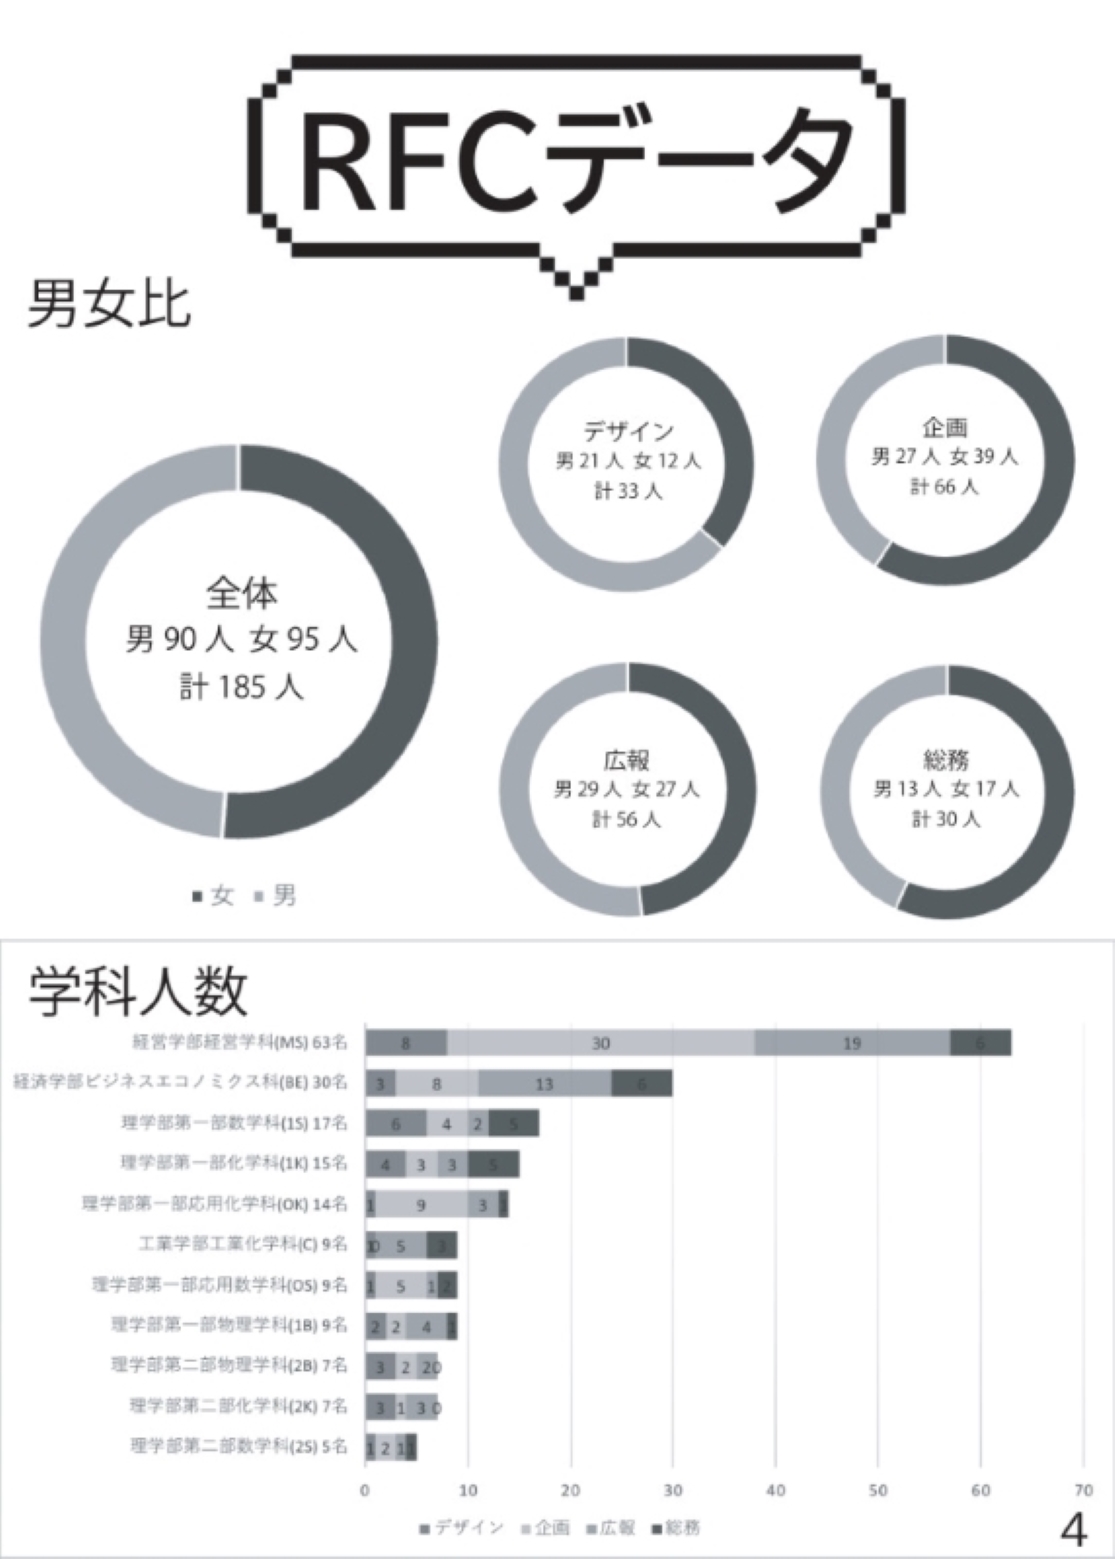 RFCデータ
男女比
全体
男 90 人 女 95 人
計 185 人
■ 女 ■ 男
デザイン
男 21 人 女 12 人
計 33 人
企画
男 27 人 女 39 人
計 66 人
広報
男 29 人 女 27 人
計 56 人
総務
男 13 人 女 17 人
計 30 人
学科人数
経営学部経営学科(MS) 63名 8 30 19 6
経済学部ビジネスエコノミクス科(BE) 30名 3 8 13 6
理学部第一部数学科(1S) 17名 6 4 2 5
理学部第一部化学科(1K) 15名 4 3 3 5
理学部第一部応用化学科(OK) 14名 1 9 3 1
工業学部工業化学科(C) 9名 1 0 5 3
理学部第一部応用数学科(OS) 9名 1 5 1 2
理学部第一部物理学科(1B) 9名 2 2 4 1
理学部第二部物理学科(2B) 7名 3 2 2 0
理学部第二部化学科(2K) 7名 3 1 3 0
理学部第二部数学科(2S) 5名 1 2 1 1
0 10 20 30 40 50 60 70
■デザイン ■企画 ■広報 ■総務
4